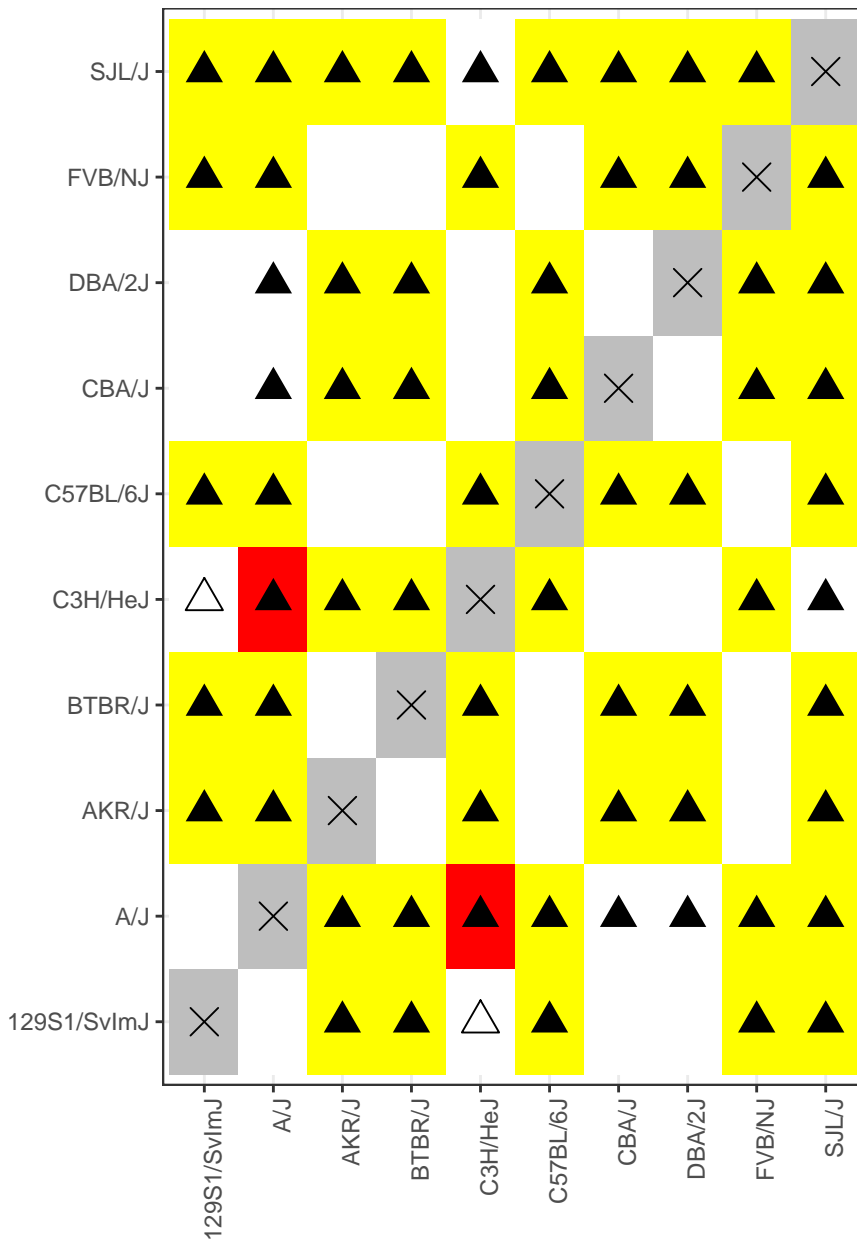 SJL/J
FVB/NJ
DBA/2J
CBA/J
C57BL/6J
C3H/HeJ
BTBR/J
AKR/J
A/J
129S1/SvImJ
129S1/SvImJ
A/J
AKR/J
BTBR/J
C3H/HeJ
C57BL/6J
CBA/J
DBA/2J
FVB/NJ
SJL/J